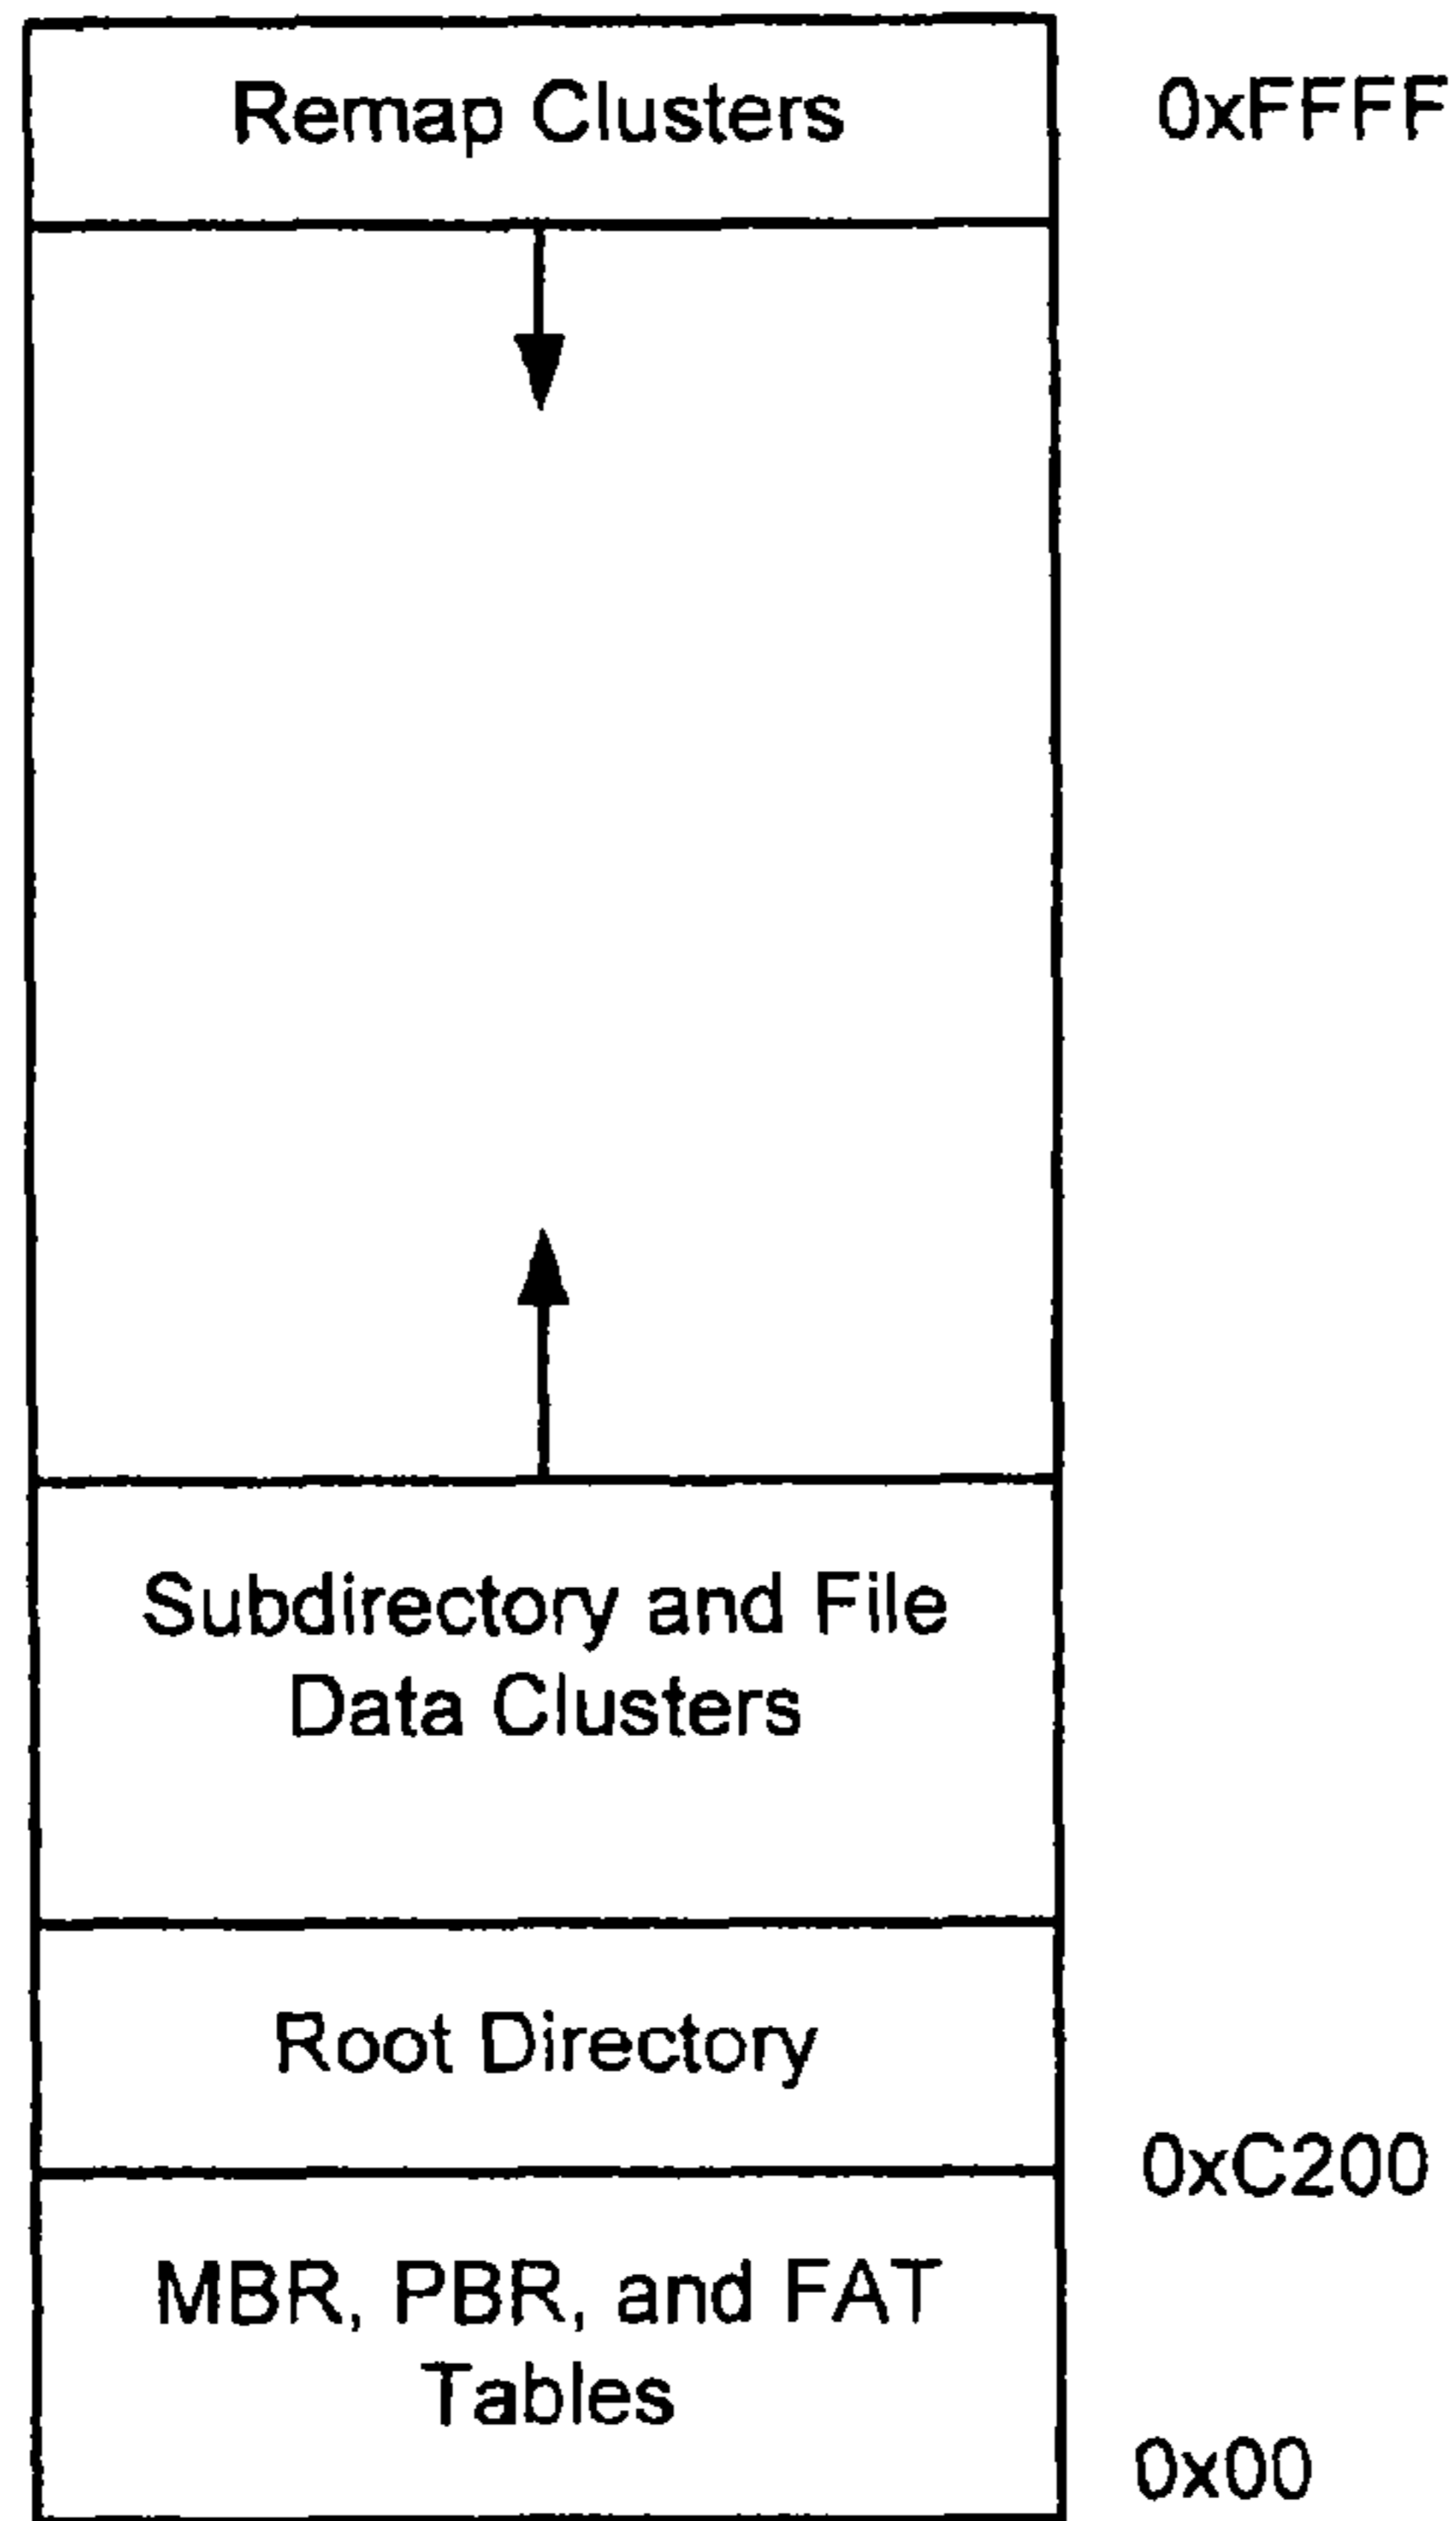 Remap Clusters
0xFFFF
Subdirectory and File
Data Clusters
Root Directory
0xC200
MBR, PBR, and FAT
Tables
0x00